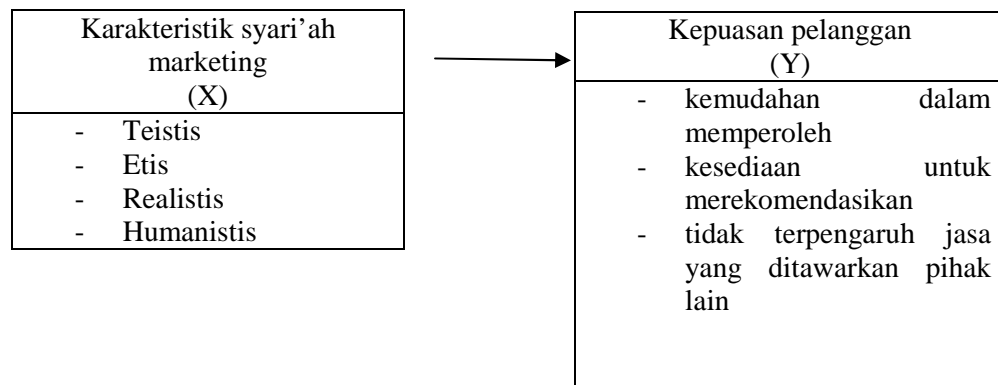 Karakteristik syari’ah
marketing
(X)
- Teistis
- Etis
- Realistis
- Humanistis
Kepuasan pelanggan
(Y)
- kemudahan dalam
memperoleh
- kesediaan untuk
merekomendasikan
- tidak terpengaruh jasa
yang ditawarkan pihak
lain